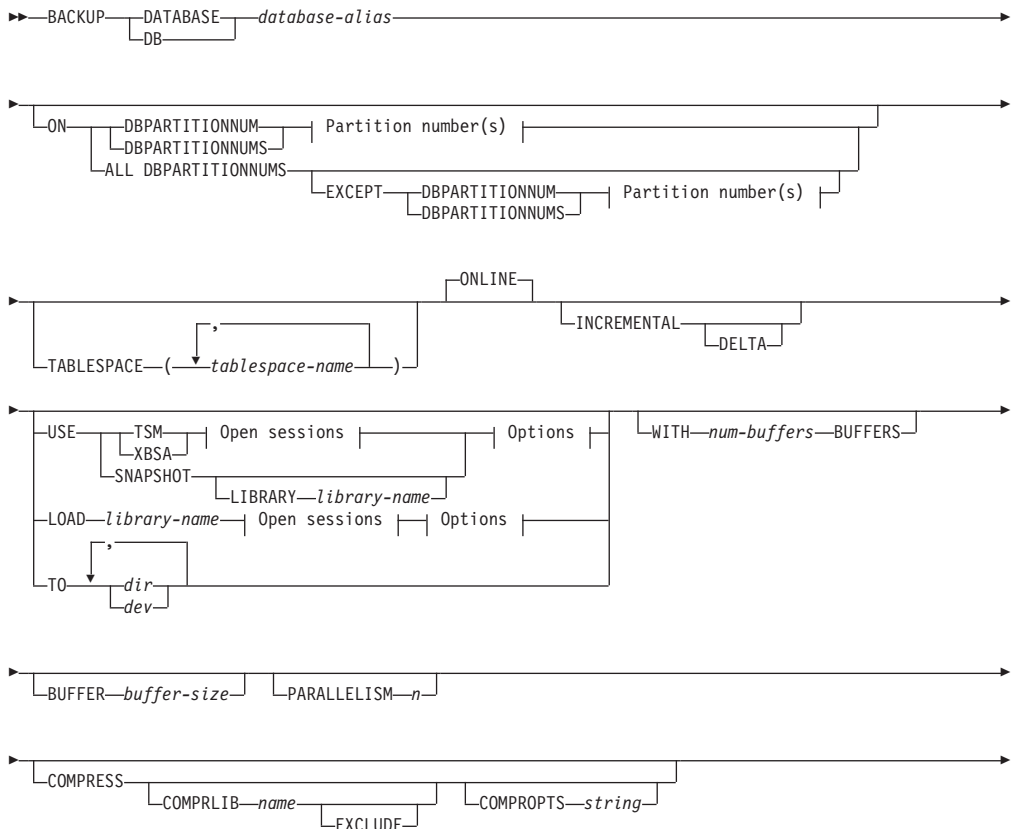 BACKUP DATABASE database-alias
DB
ON DBPARTITIONNUM Partition number(s)
DBPARTITIONNUMS
ALL DBPARTITIONNUMS
EXCEPT DBPARTITIONNUM Partition number(s)
DBPARTITIONNUMS
ONLINE
TABLESPACE ( , tablespace-name )
INCREMENTAL
DELTA
USE TSM Open sessions Options
XBSA
SNAPSHOT
LIBRARY library-name
LOAD library-name Open sessions Options
TO , dir
dev
WITH num-buffers BUFFERS
BUFFER buffer-size PARALLELISM n
COMPRESS
COMPRLIB name COMPROPTS string
EXCLUDE